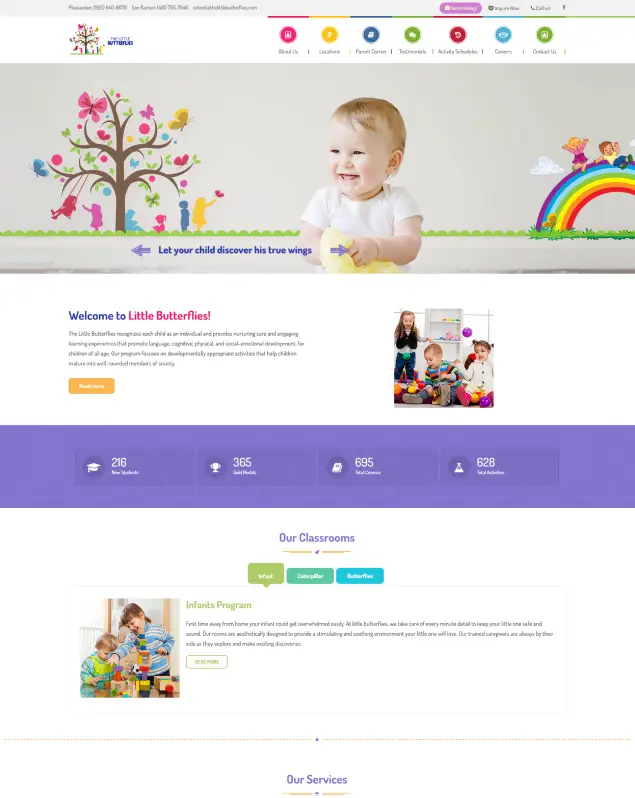 Pleasanton: (925) 940-8870 San Ramon: (415) 705-7046 school@thelittlebutterflies.com
We're hiring! Inquire Now Call us!
THE LITTLE
BUTTERFLIES
About Us Locations Parent Corner Testimonials Activity Schedules Careers Contact Us
Let your child discover his true wings
Welcome to Little Butterflies!
The Little Butterflies recognizes each child as an individual and provides nurturing care and engaging
learning experiences that promote language, cognitive, physical, and social-emotional development. For
children of all age, Our program focuses on developmentally appropriate activities that help children
mature into well-rounded members of society
Read more
216 365 695 628
New Students Gold Medals Total Courses Total Activities
Our Classrooms
Infant Caterpillar Butterflies
Infants Program
First time away from home your infant could get overwhelmed easily. At little butterflies, we take care of every minute detail to keep your little one safe and
sound. Our rooms are aesthetically designed to provide a stimulating and soothing environment your little one will love. Our trained caregivers are always by their
side as they explore and make exciting discoveries.
READ MORE
Our Services